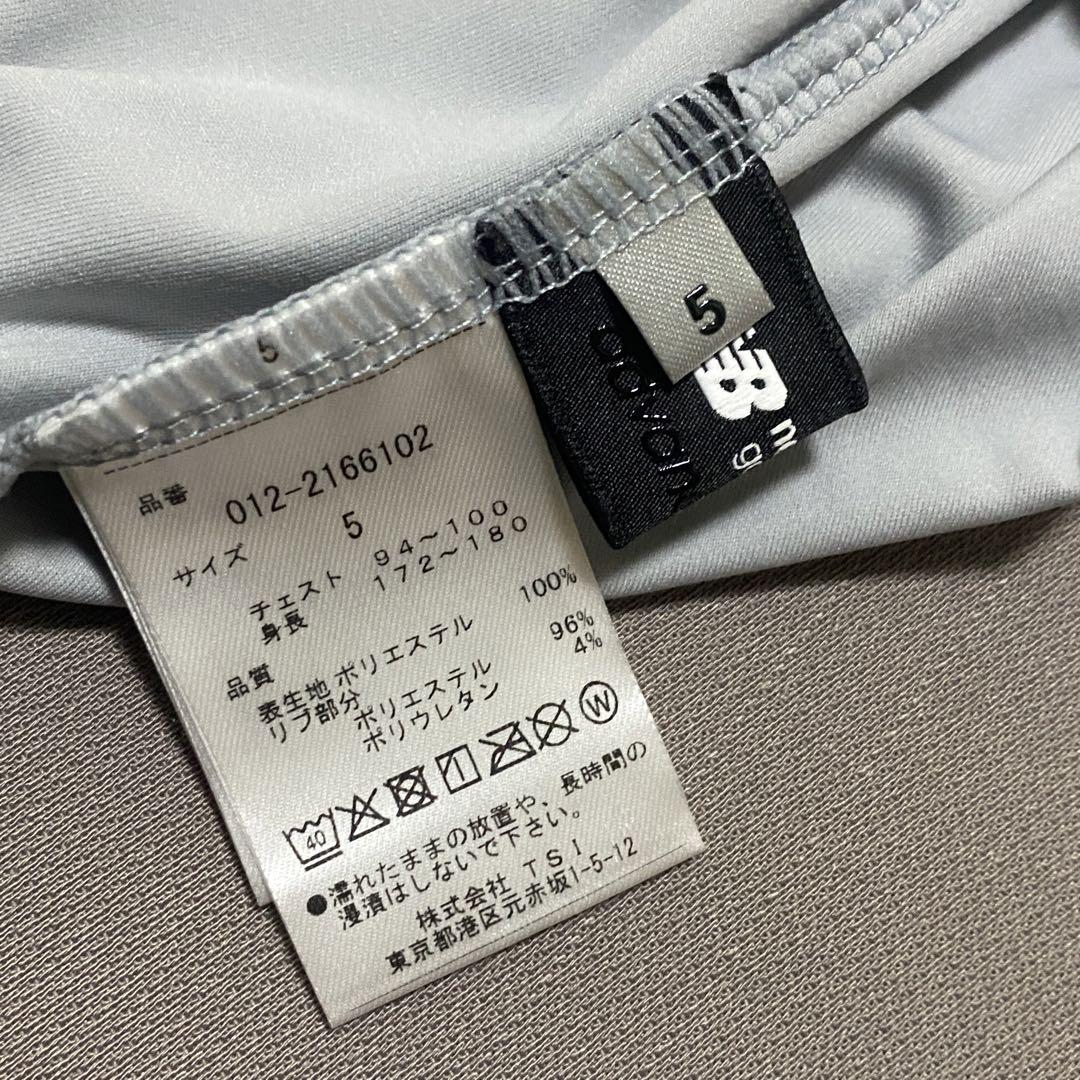 5
5
品番 012-2166102
サイズ 5
チェスト 94～100
身長 172～180
品質
表生地 ポリエステル 100%
リブ部分
ポリエステル 96%
ポリウレタン 4%
40
W
●濡れたままの放置や、長時間の
浸漬はしないで下さい。
株式会社 TSI
東京都港区元赤坂1-5-12